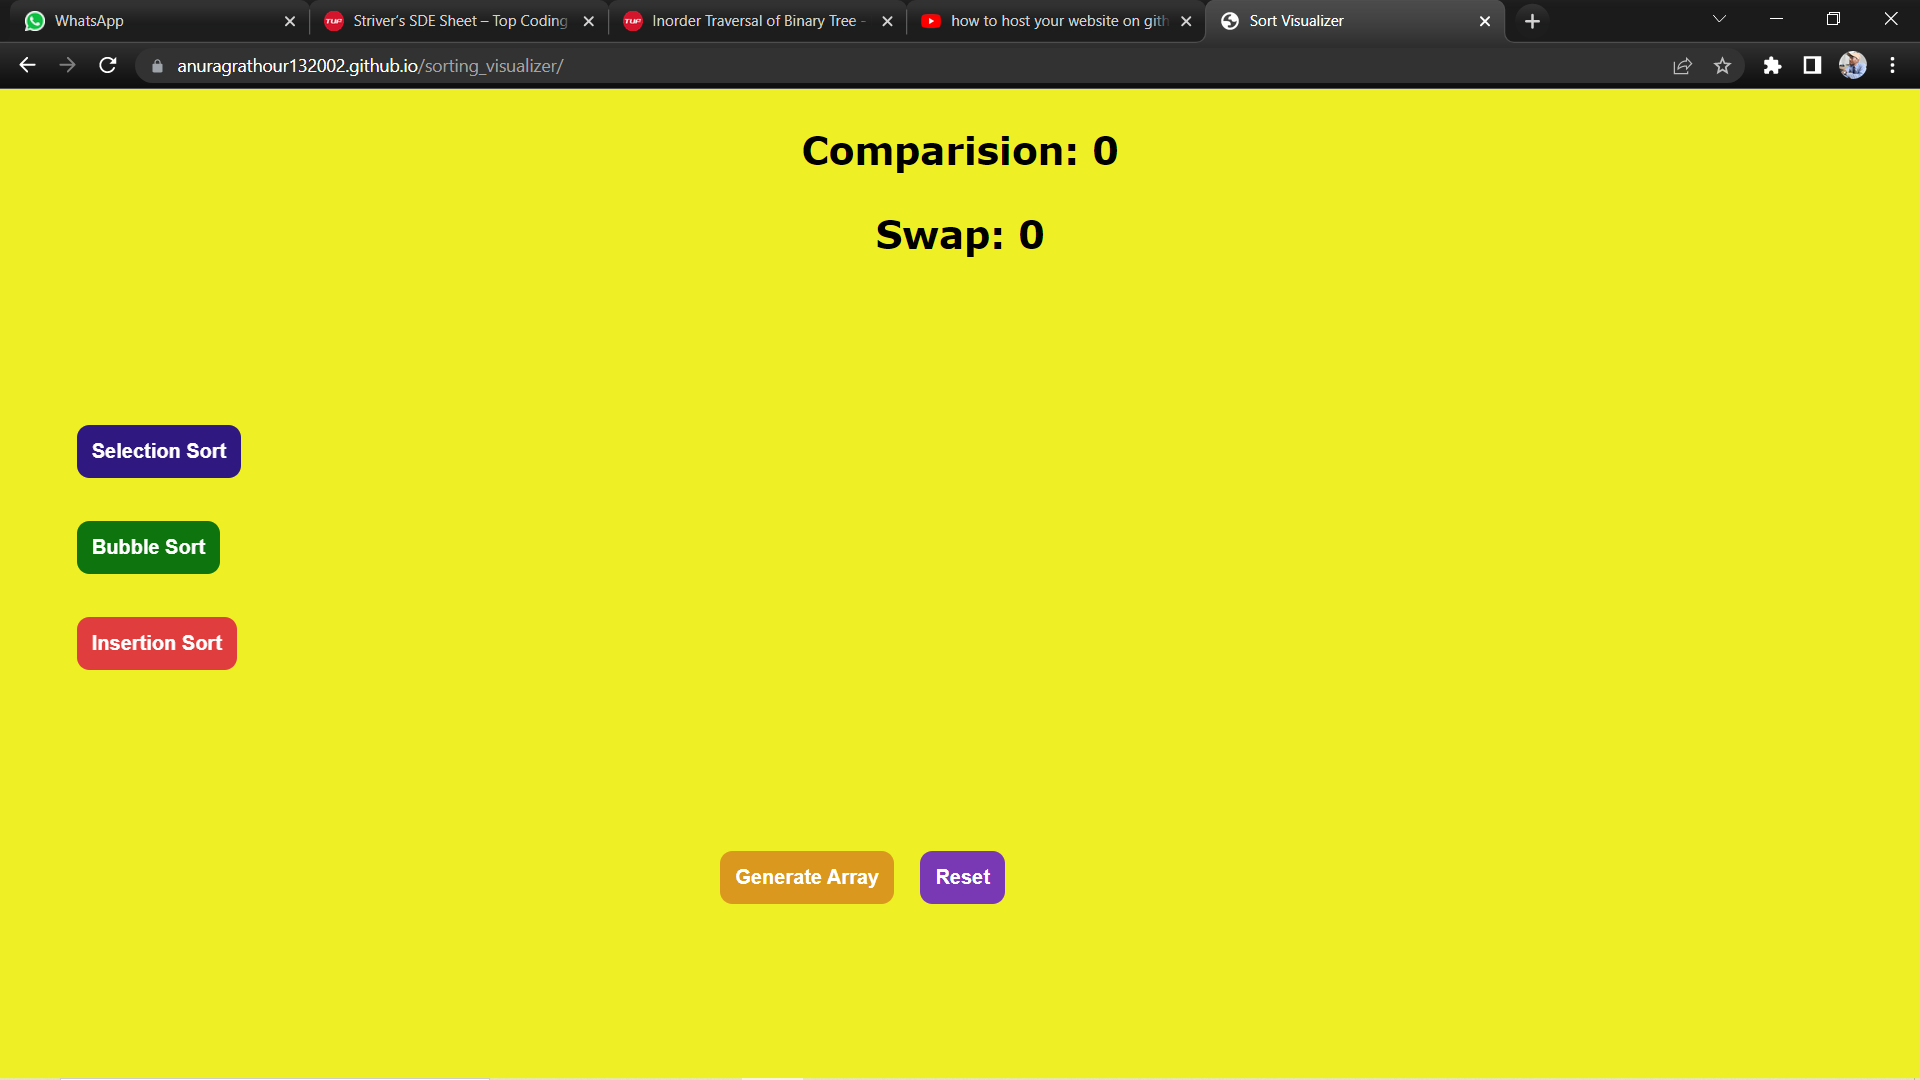 WhatsApp
Striver's SDE Sheet – Top Coding
Inorder Traversal of Binary Tree -
how to host your website on gith
Sort Visualizer
anuragrathour132002.github.io/sorting_visualizer/
Comparision: 0
Swap: 0
Selection Sort
Bubble Sort
Insertion Sort
Generate Array
Reset